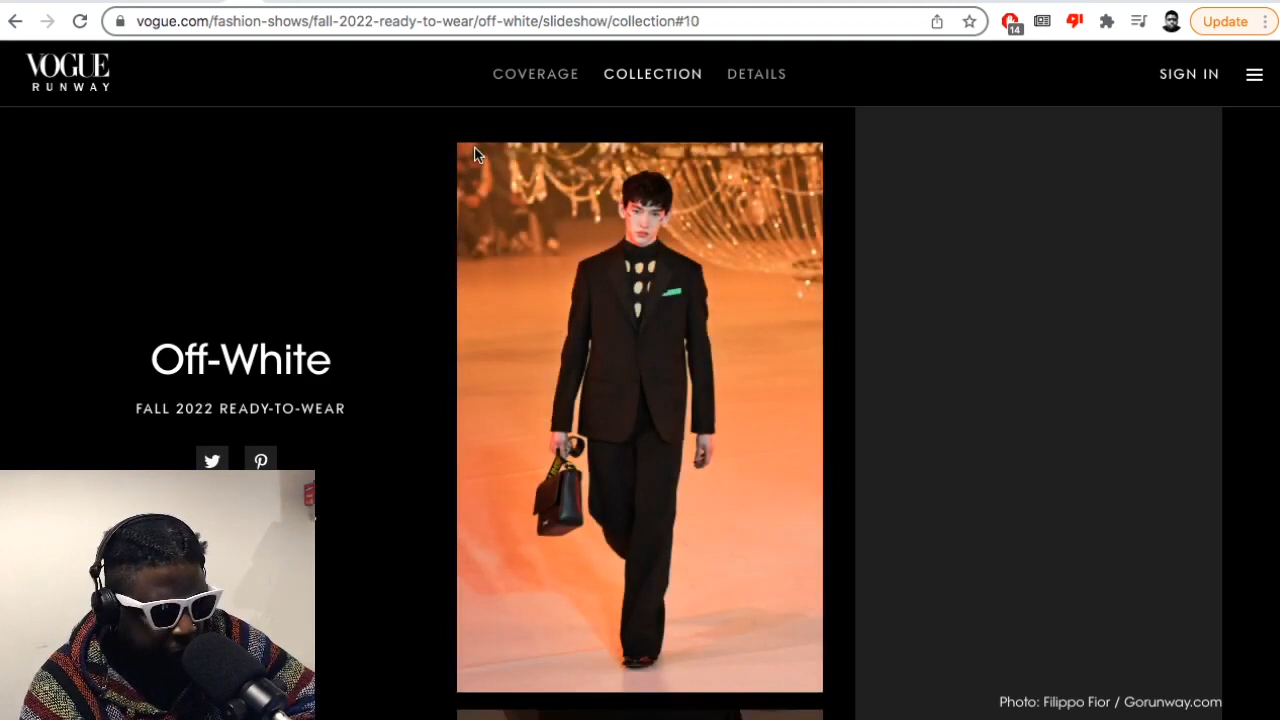 vogue.com/fashion-shows/fall-2022-ready-to-wear/off-white/slideshow/collection#10
14
Update
VOGUE
RUNWAY
COVERAGE
COLLECTION
DETAILS
SIGN IN
Off-White
FALL 2022 READY-TO-WEAR
Photo: Filippo Fior / Gorunway.com